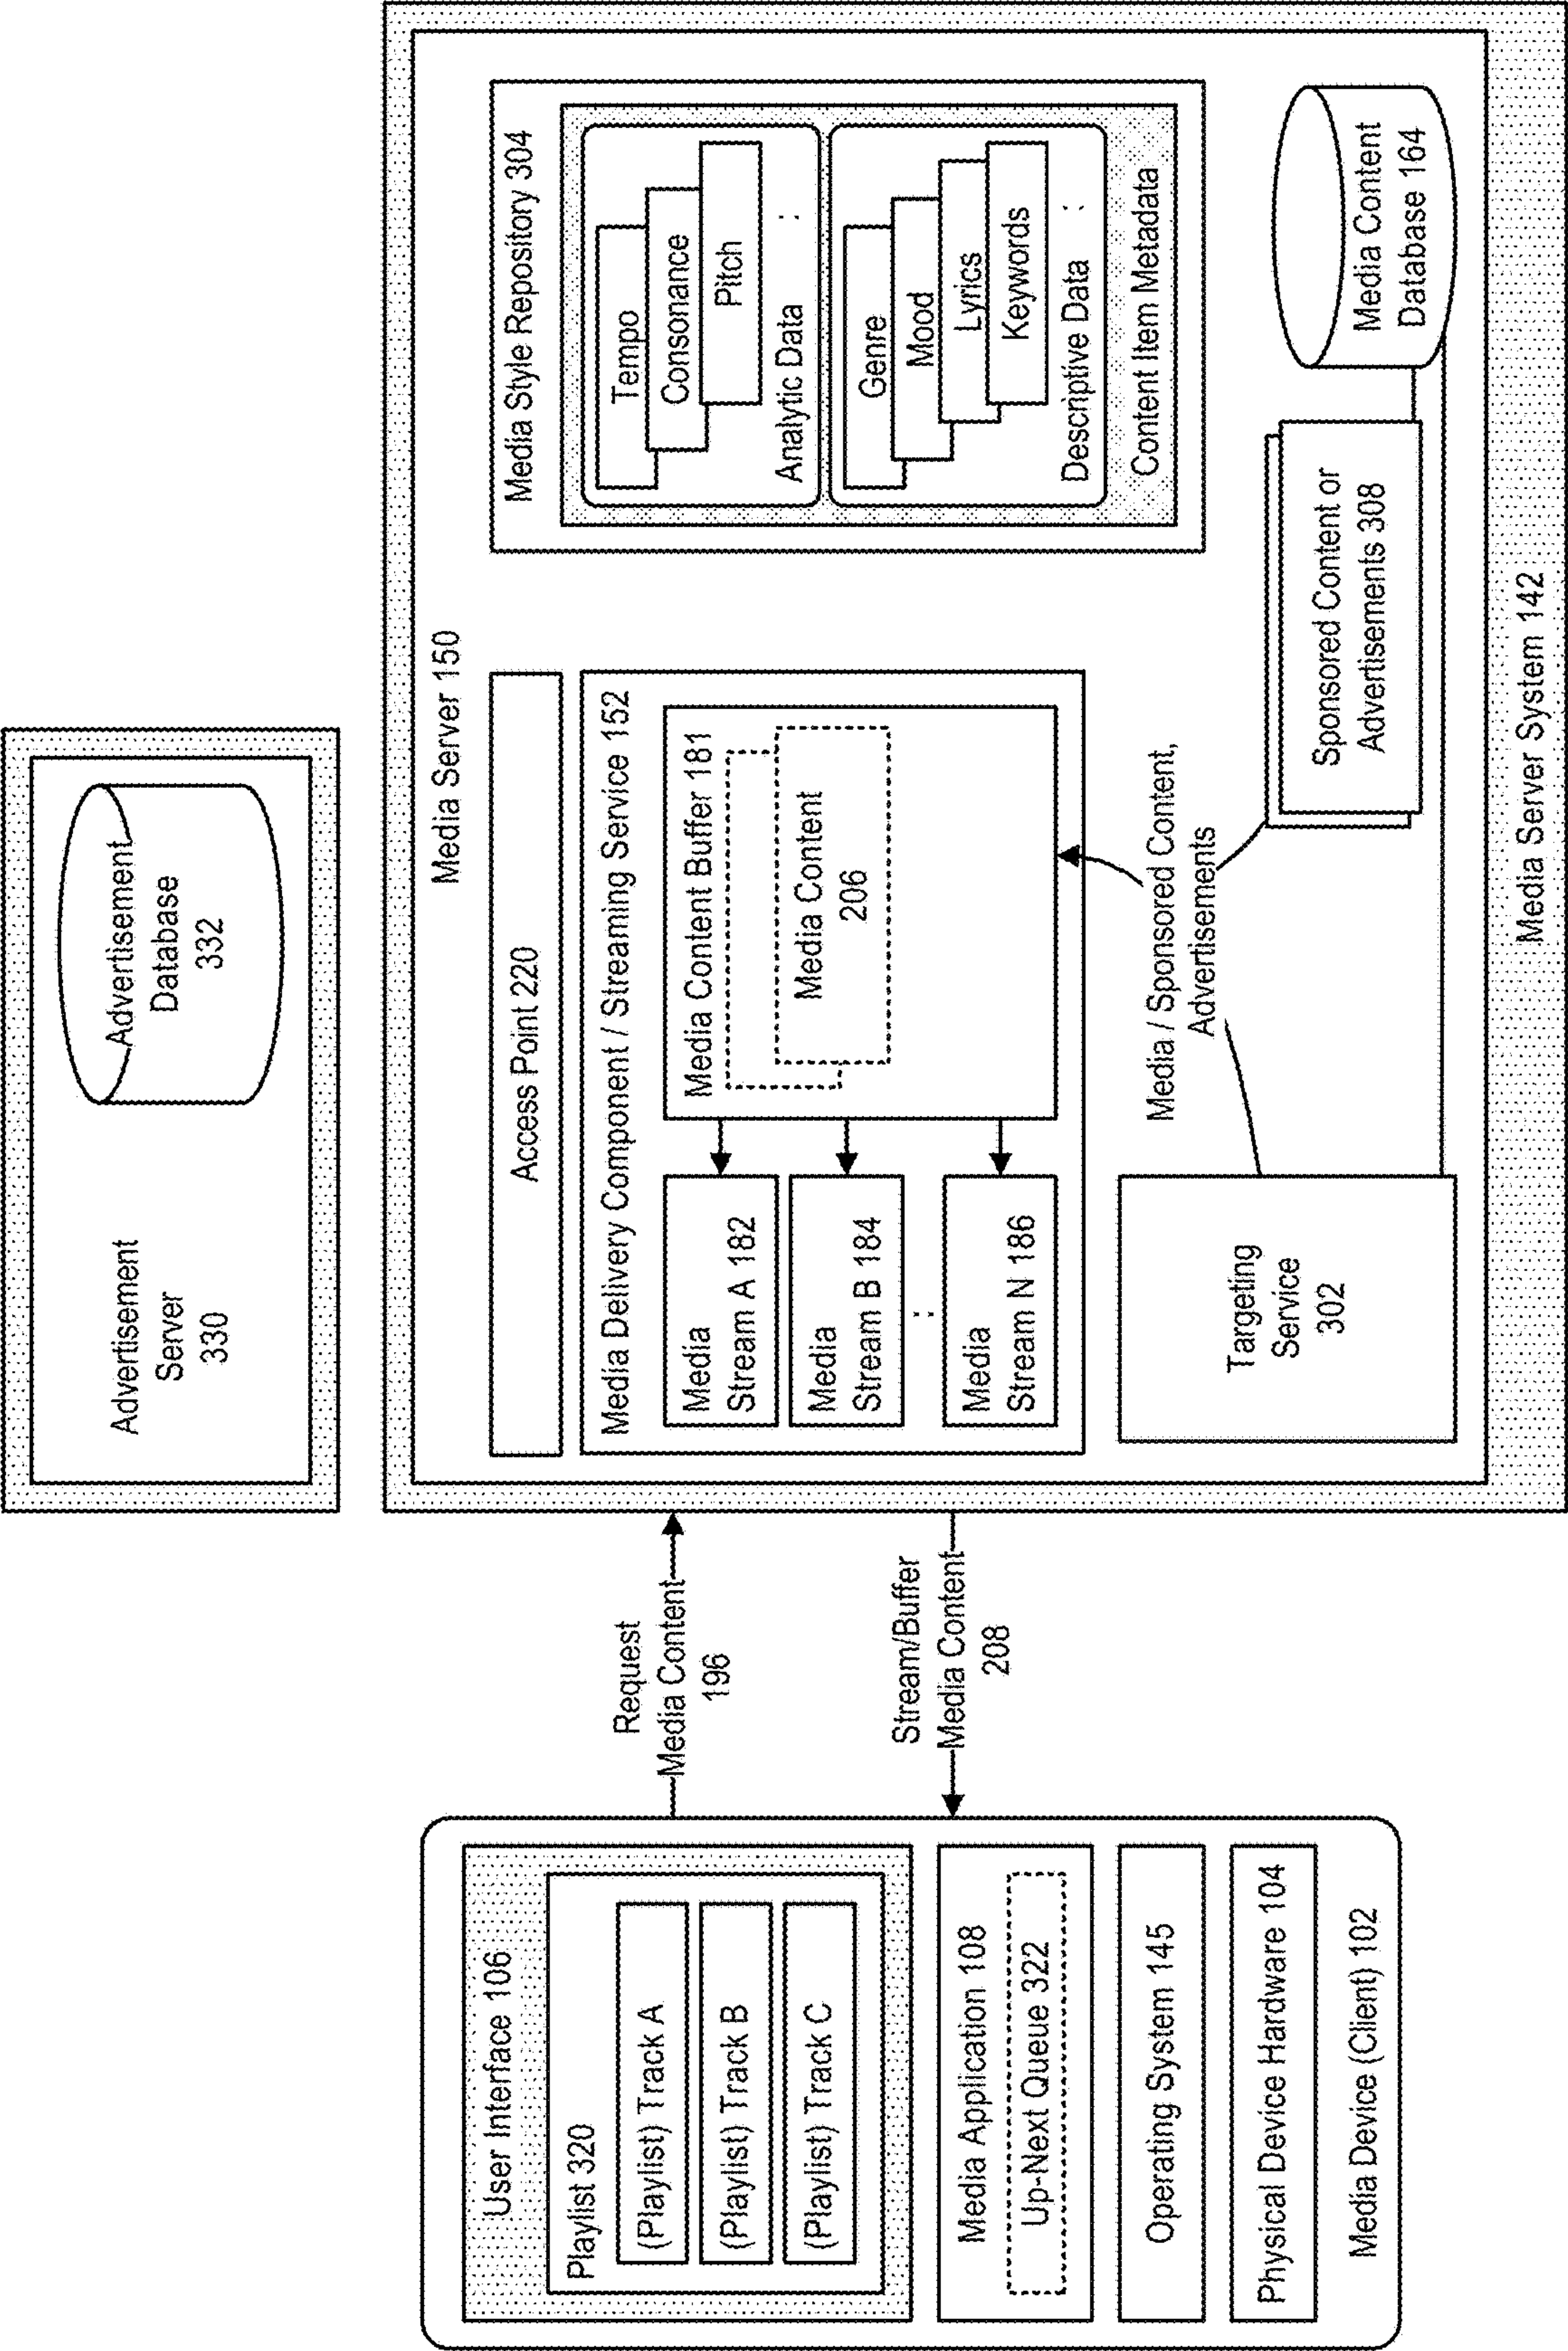 Advertisement
Server
330
Advertisement
Database
332
User Interface 106
Playlist 320
(Playlist) Track A
(Playlist) Track B
(Playlist) Track C
Media Application 108
Up-Next Queue 322
Operating System 145
Physical Device Hardware 104
Media Device (Client) 102
Request
Media Content
196
Stream/Buffer
Media Content
208
Media Server 150
Access Point 220
Media Delivery Component / Streaming Service 152
Media
Stream A 182
Media
Stream B 184
:
Media
Stream N 186
Media Content Buffer 181
Media Content
206
Targeting
Service
302
Media / Sponsored Content,
Advertisements
Media Style Repository 304
Tempo
Consonance
Pitch
Analytic Data :
Genre
Mood
Lyrics
Keywords
Descriptive Data :
Content Item Metadata
Sponsored Content or
Advertisements 308
Media Content
Database 164
Media Server System 142